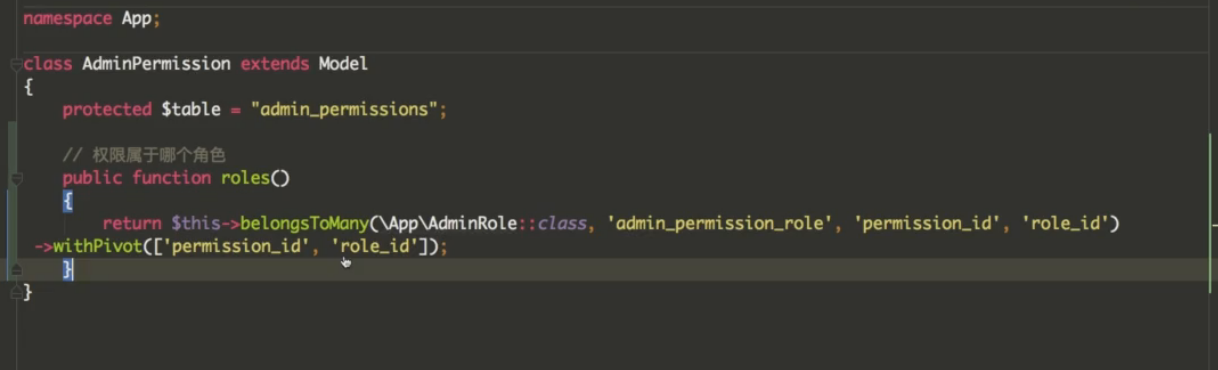 namespace App;
class AdminPermission extends Model
{
protected $table = "admin_permissions";
// 权限属于哪个角色
public function roles()
{
return $this->belongsToMany(\App\AdminRole::class, 'admin_permission_role', 'permission_id', 'role_id')
->withPivot(['permission_id', 'role_id']);
}
}